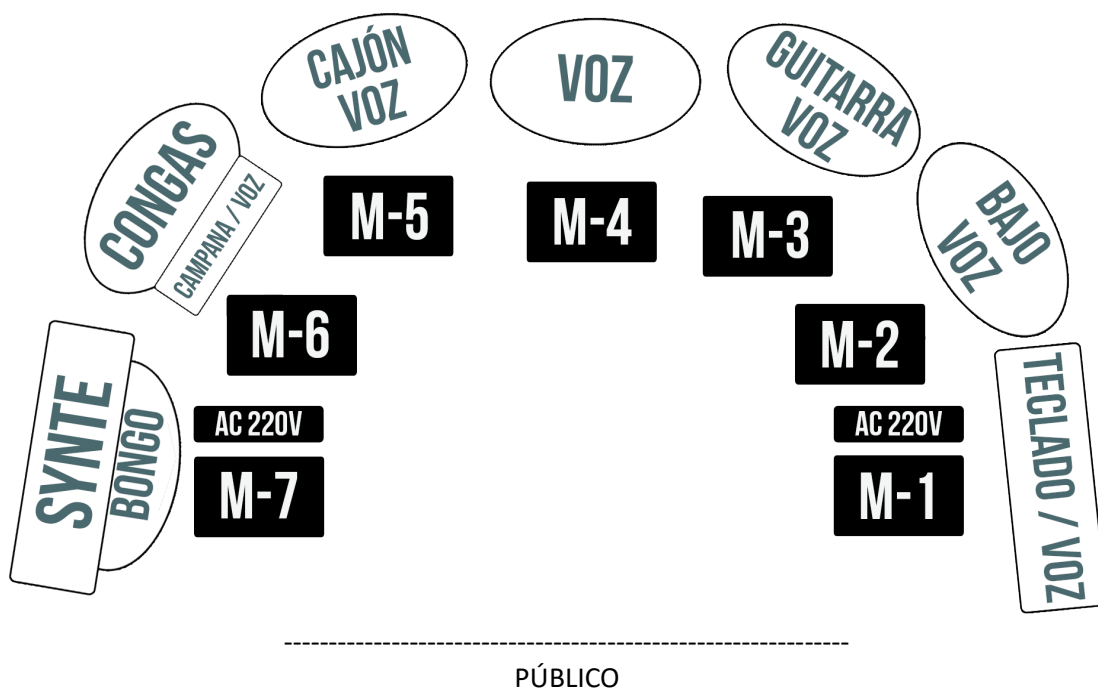 CAJÓN
VOZ
VOZ
GUITARRA
VOZ
CONGAS
CAMPANA / VOZ
BAJO
VOZ
M-5
M-4
M-3
M-6
M-2
SYNTE
BONGO
AC 220V
M-7
AC 220V
M-1
TECLADO / VOZ
PÚBLICO